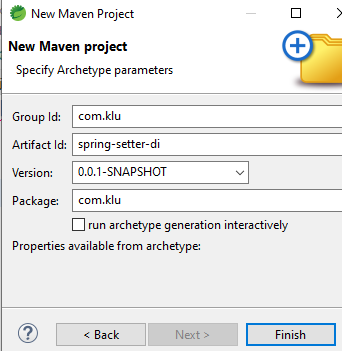 New Maven Project
New Maven project
Specify Archetype parameters
Group Id: com.klu
Artifact Id: spring-setter-di
Version: 0.0.1-SNAPSHOT
Package: com.klu
run archetype generation interactively
Properties available from archetype:
? < Back Next > Finish